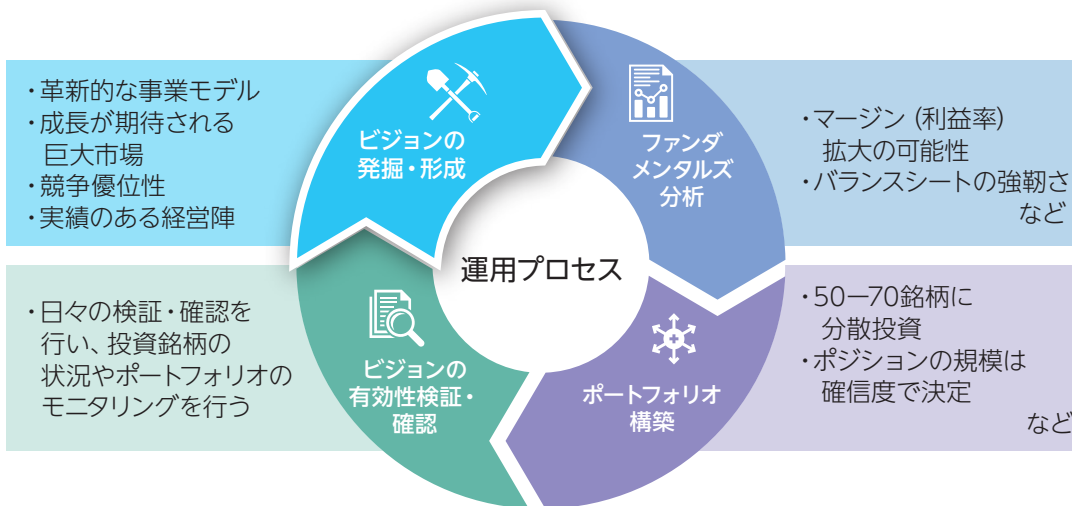 ・革新的な事業モデル
・成長が期待される
巨大市場
・競争優位性
・実績のある経営陣
ビジョンの
発掘・形成
ファンダ
メンタルズ
分析
・マージン（利益率）
拡大の可能性
・バランスシートの強靭さ
など
運用プロセス
・日々の検証・確認を
行い、投資銘柄の
状況やポートフォリオの
モニタリングを行う
ビジョンの
有効性検証・
確認
ポートフォリオ
構築
・50－70銘柄に
分散投資
・ポジションの規模は
確信度で決定
など